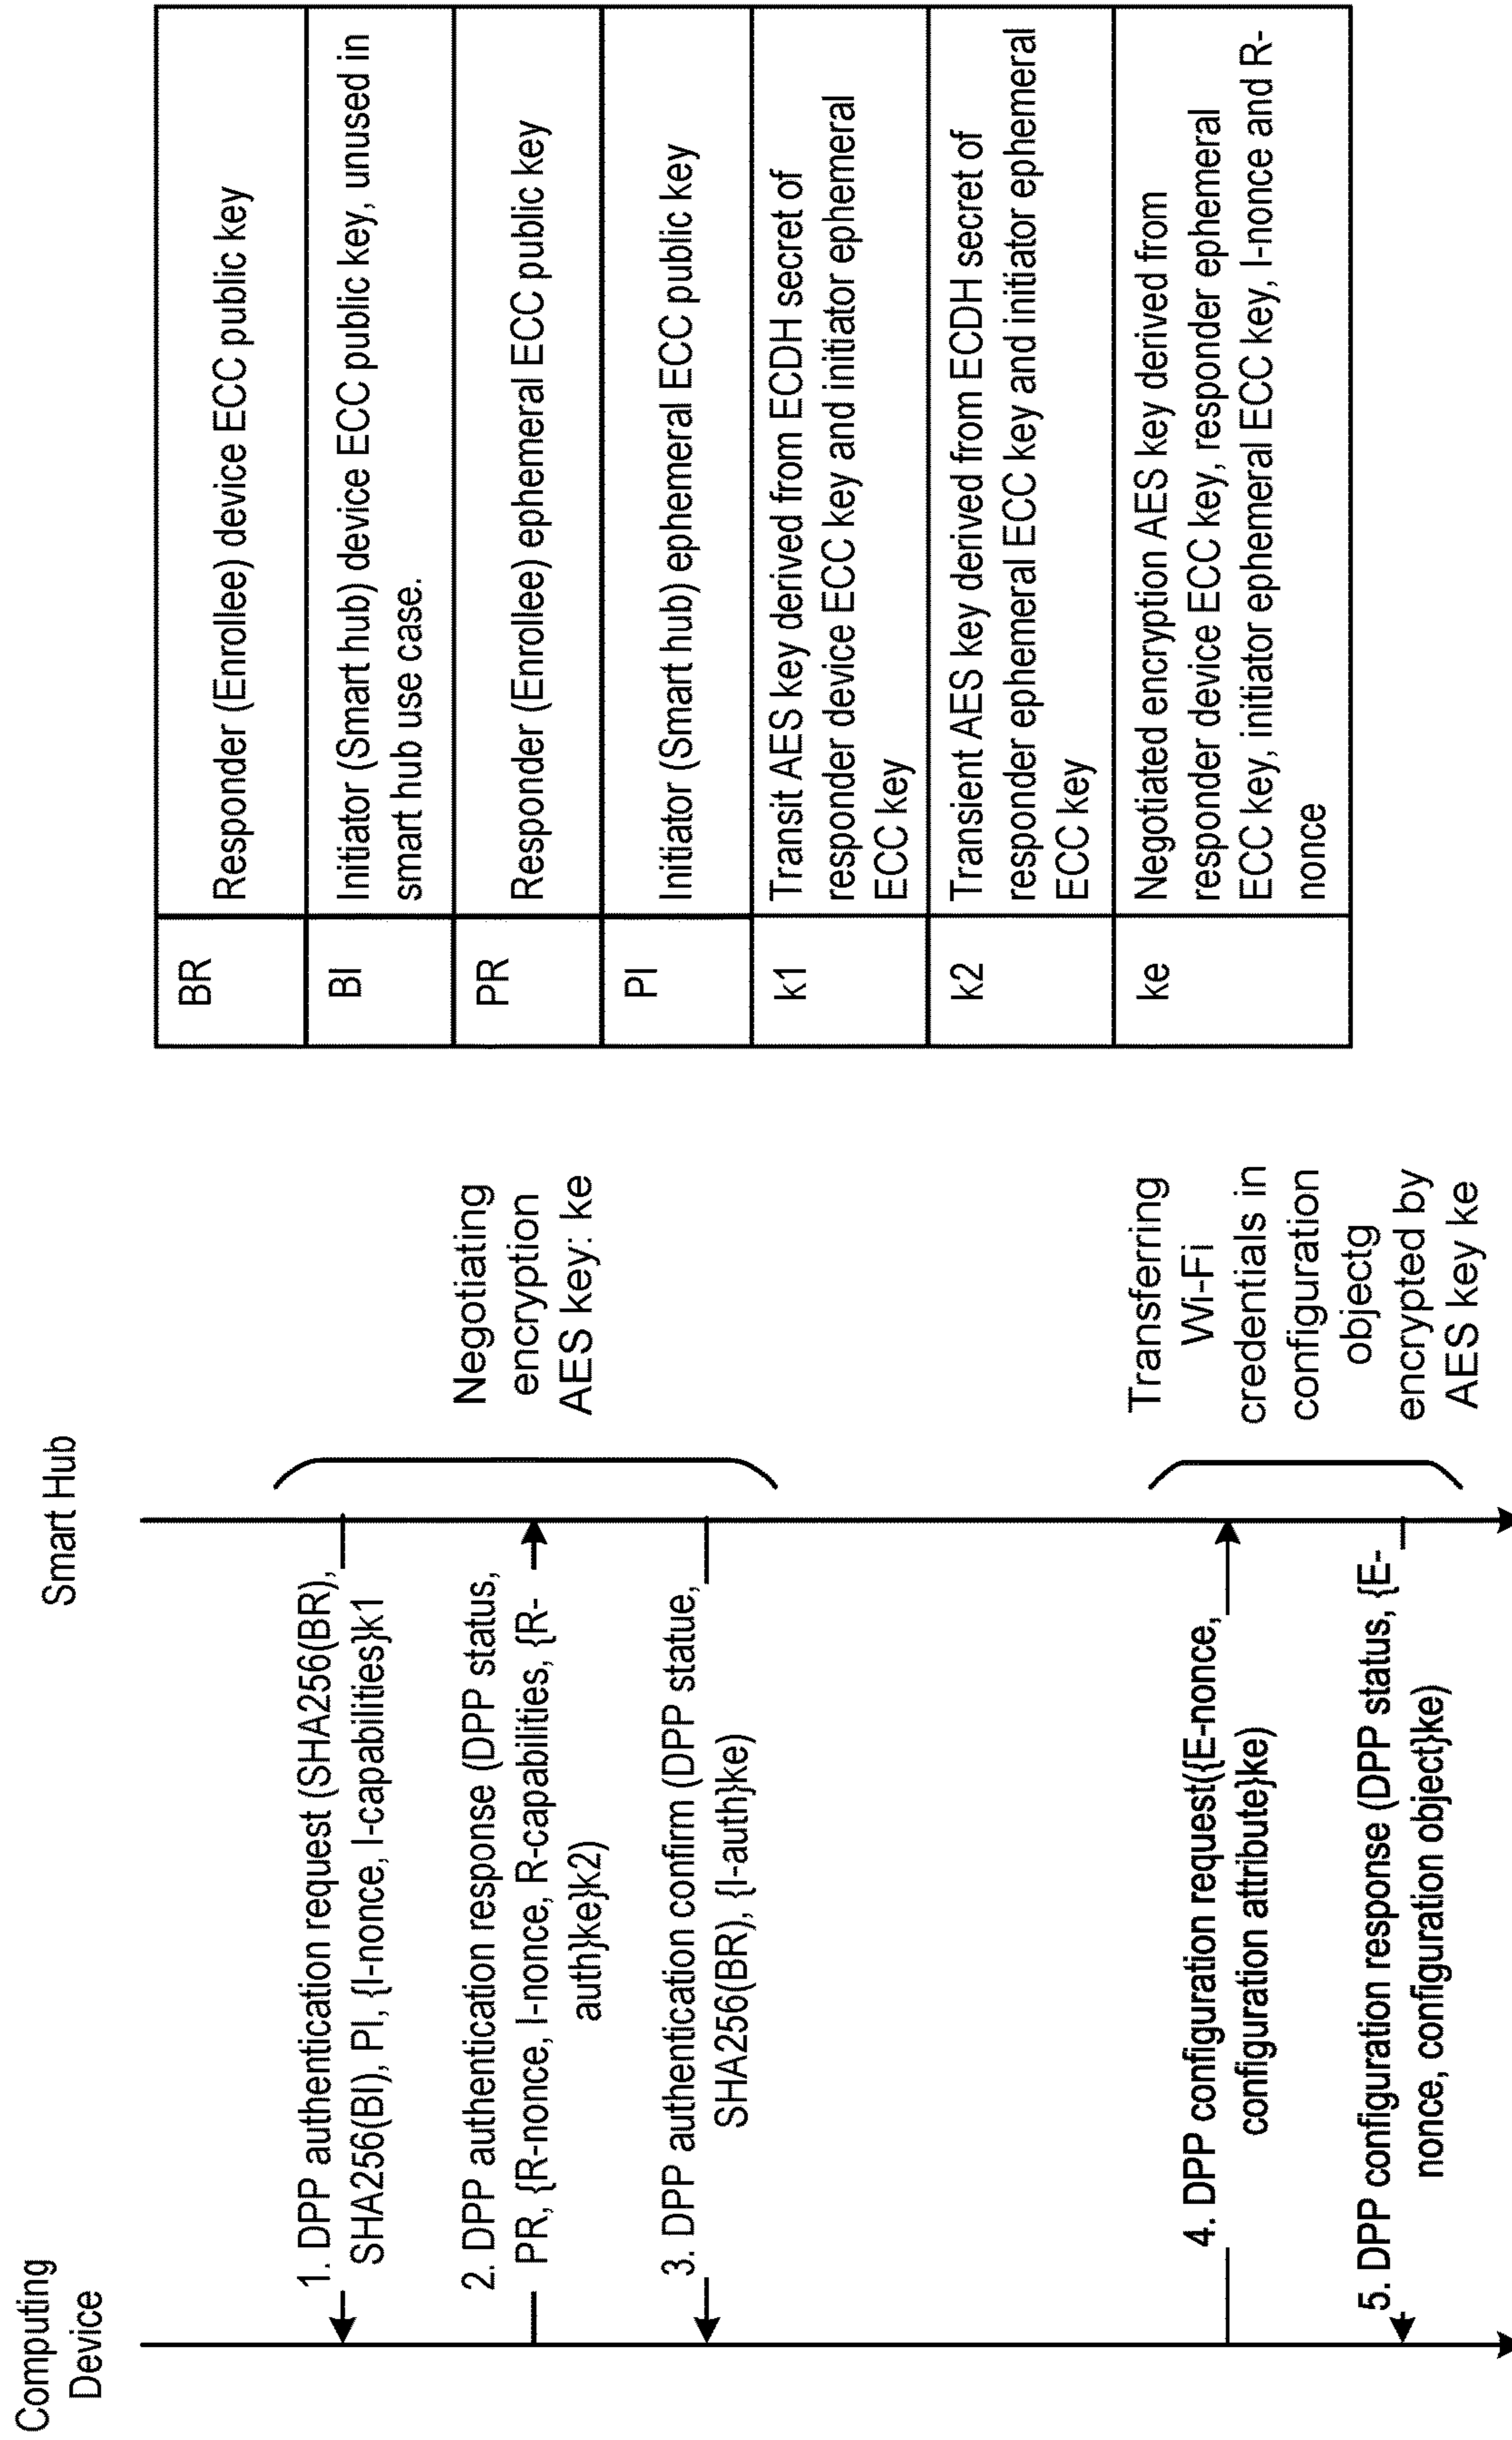 Computing
Device
Smart Hub
1. DPP authentication request (SHA256(BR),
SHA256(BI), PI, {I-nonce, I-capabilities}k1
2. DPP authentication response (DPP status,
PR, {R-nonce, I-nonce, R-capabilities, {R-
auth}ke}k2)
3. DPP authentication confirm (DPP statue,
SHA256(BR), {I-auth}ke)
Negotiating
encryption
AES key: ke
4. DPP configuration request({E-nonce,
configuration attribute}ke)
5. DPP configuration response (DPP status, {E-
nonce, configuration object}ke)
Transferring
Wi-Fi
credentials in
configuration
objectg
encrypted by
AES key ke
BR
Responder (Enrollee) device ECC public key
BI
Initiator (Smart hub) device ECC public key, unused in
smart hub use case.
PR
Responder (Enrollee) ephemeral ECC public key
PI
Initiator (Smart hub) ephemeral ECC public key
k1
Transit AES key derived from ECDH secret of
responder device ECC key and initiator ephemeral
ECC key
k2
Transient AES key derived from ECDH secret of
responder ephemeral ECC key and initiator ephemeral
ECC key
ke
Negotiated encryption AES key derived from
responder device ECC key, responder ephemeral
ECC key, initiator ephemeral ECC key, I-nonce and R-
nonce